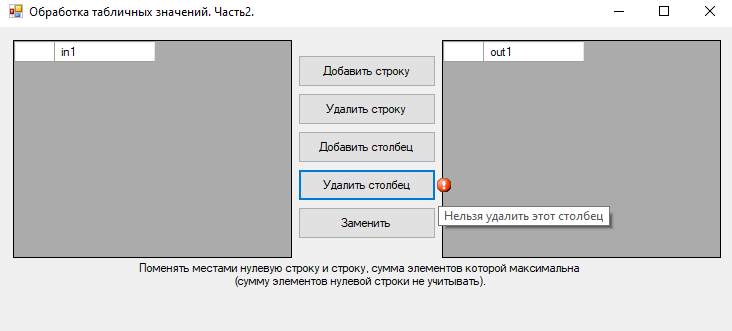 Обработка табличных значений. Часть2.
in1
out1
Добавить строку
Удалить строку
Добавить столбец
Удалить столбец
Нельзя удалить этот столбец
Заменить
Поменять местами нулевую строку и строку, сумма элементов которой максимальна
(сумму элементов нулевой строки не учитывать).